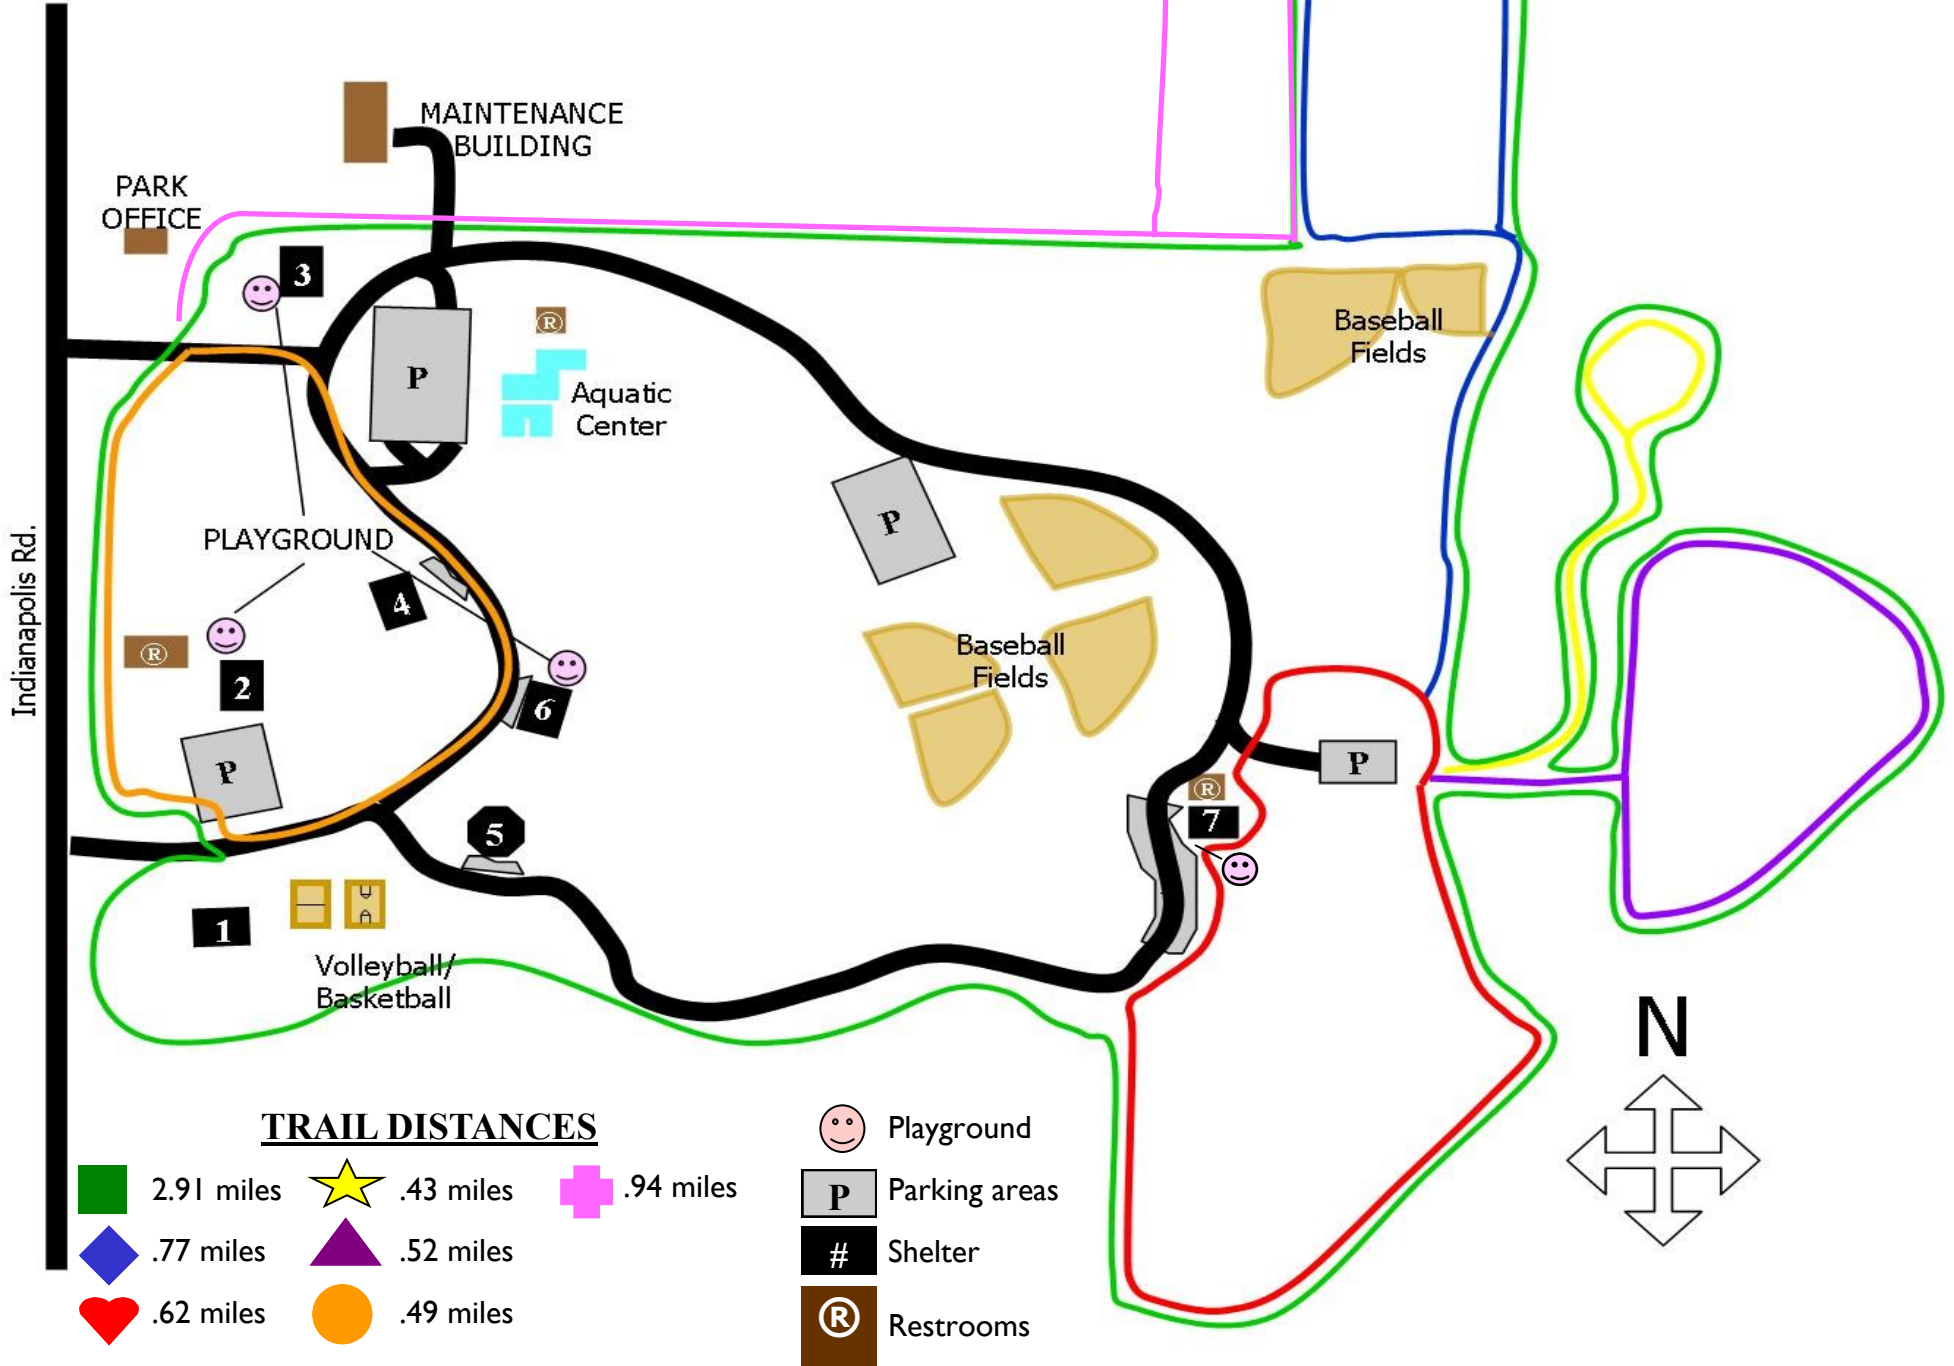 MAINTENANCE
BUILDING
PARK
OFFICE
3
P
®
Aquatic
Center
Baseball
Fields
Indianapolis Rd.
PLAYGROUND
P
4
®
2
6
Baseball
Fields
P
P
®
7
5
1
Volleyball/
Basketball
N
TRAIL DISTANCES
2.91 miles
.43 miles
.94 miles
.77 miles
.52 miles
.62 miles
.49 miles
Playground
P Parking areas
# Shelter
® Restrooms